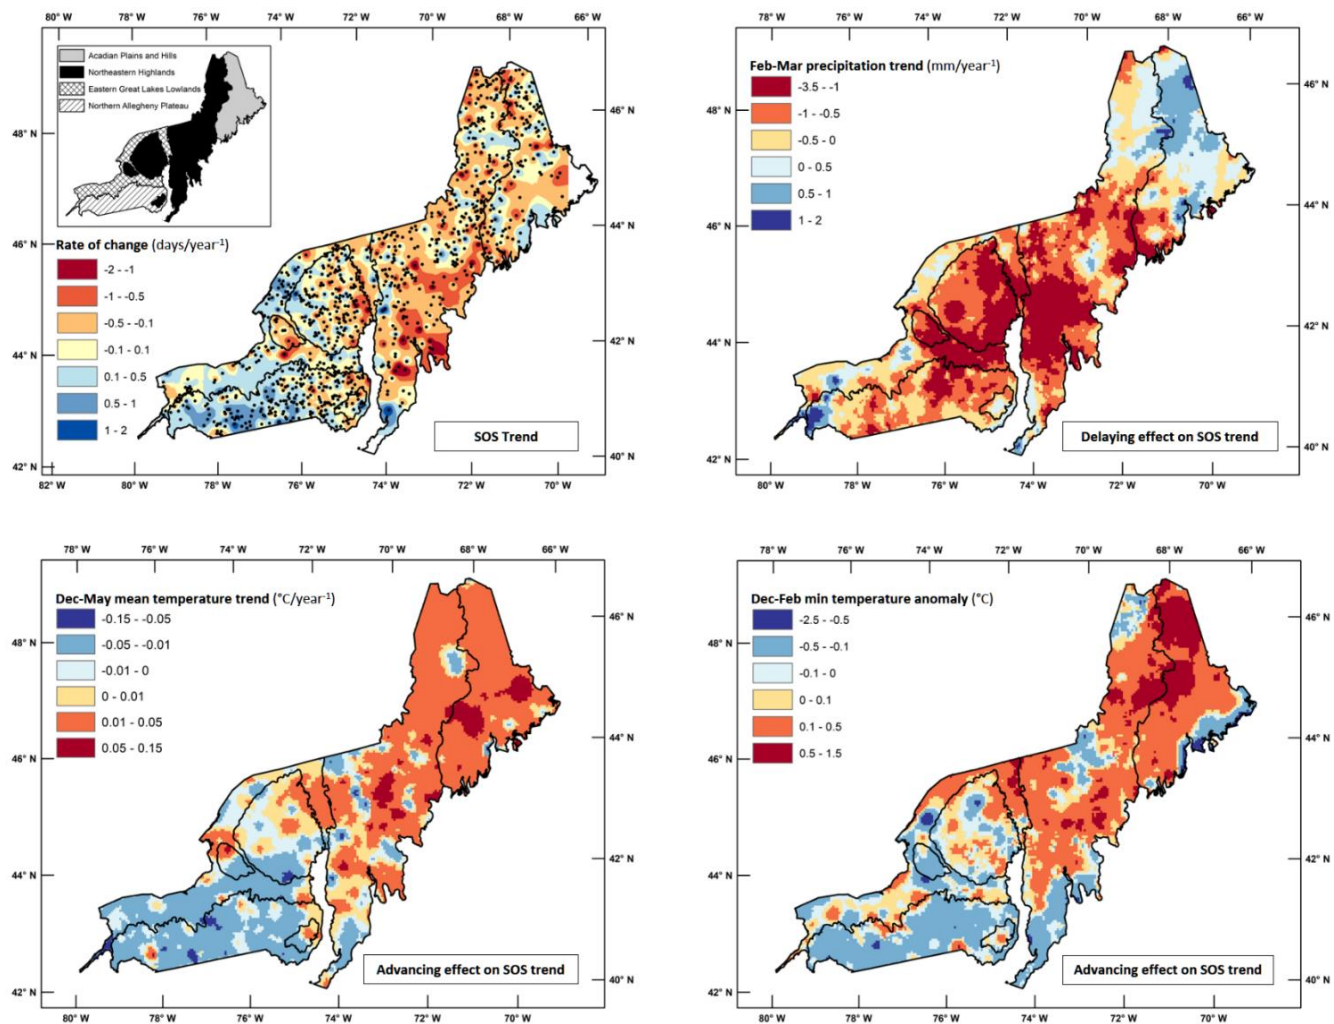 80° W 78° W 76° W 74° W 72° W 70° W 68° W 66° W
Acadian Plains and Hills
Northeastern Highlands
Eastern Great Lakes Lowlands
Northern Allegheny Plateau
48° N
46° N
44° N
42° N
46° N
44° N
42° N
40° N
Rate of change (days/year⁻¹)
-2 - -1
-1 - -0.5
-0.5 - -0.1
-0.1 - 0.1
0.1 - 0.5
0.5 - 1
1 - 2
SOS Trend
82° W 80° W 78° W 76° W 74° W 72° W 70° W
78° W 76° W 74° W 72° W 70° W 68° W 66° W
Feb-Mar precipitation trend (mm/year⁻¹)
-3.5 - -1
-1 - -0.5
-0.5 - 0
0 - 0.5
0.5 - 1
1 - 2
48° N
46° N
44° N
42° N
46° N
44° N
42° N
40° N
Delaying effect on SOS trend
80° W 78° W 76° W 74° W 72° W 70° W
78° W 76° W 74° W 72° W 70° W 68° W 66° W
Dec-May mean temperature trend (°C/year⁻¹)
-0.15 - -0.05
-0.05 - -0.01
-0.01 - 0
0 - 0.01
0.01 - 0.05
0.05 - 0.15
48° N
46° N
44° N
42° N
46° N
44° N
42° N
40° N
Advancing effect on SOS trend
80° W 78° W 76° W 74° W 72° W 70° W
78° W 76° W 74° W 72° W 70° W 68° W 66° W
Dec-Feb min temperature anomaly (°C)
-2.5 - -0.5
-0.5 - -0.1
-0.1 - 0
0 - 0.1
0.1 - 0.5
0.5 - 1.5
48° N
46° N
44° N
42° N
46° N
44° N
42° N
40° N
Advancing effect on SOS trend
80° W 78° W 76° W 74° W 72° W 70° W